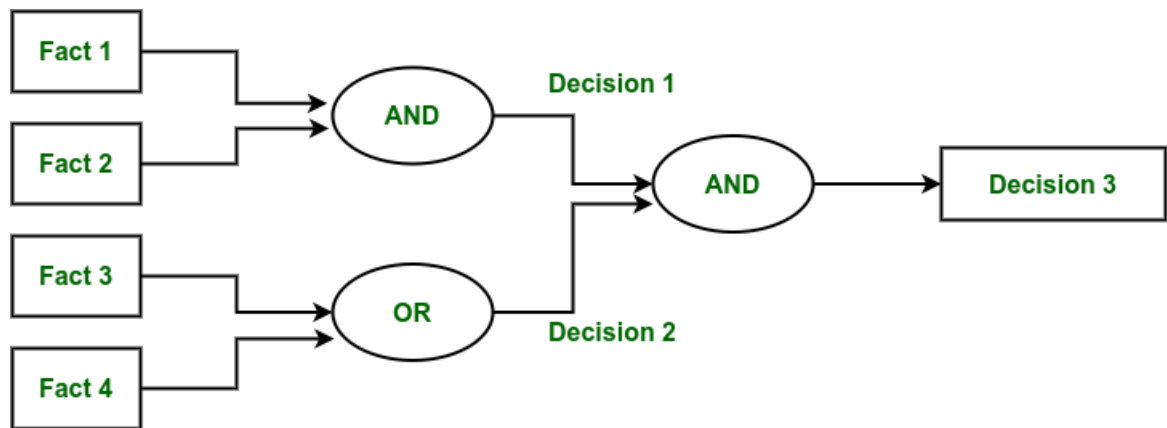 Fact 1
Fact 2
Fact 3
Fact 4
AND
OR
Decision 1
Decision 2
AND
Decision 3